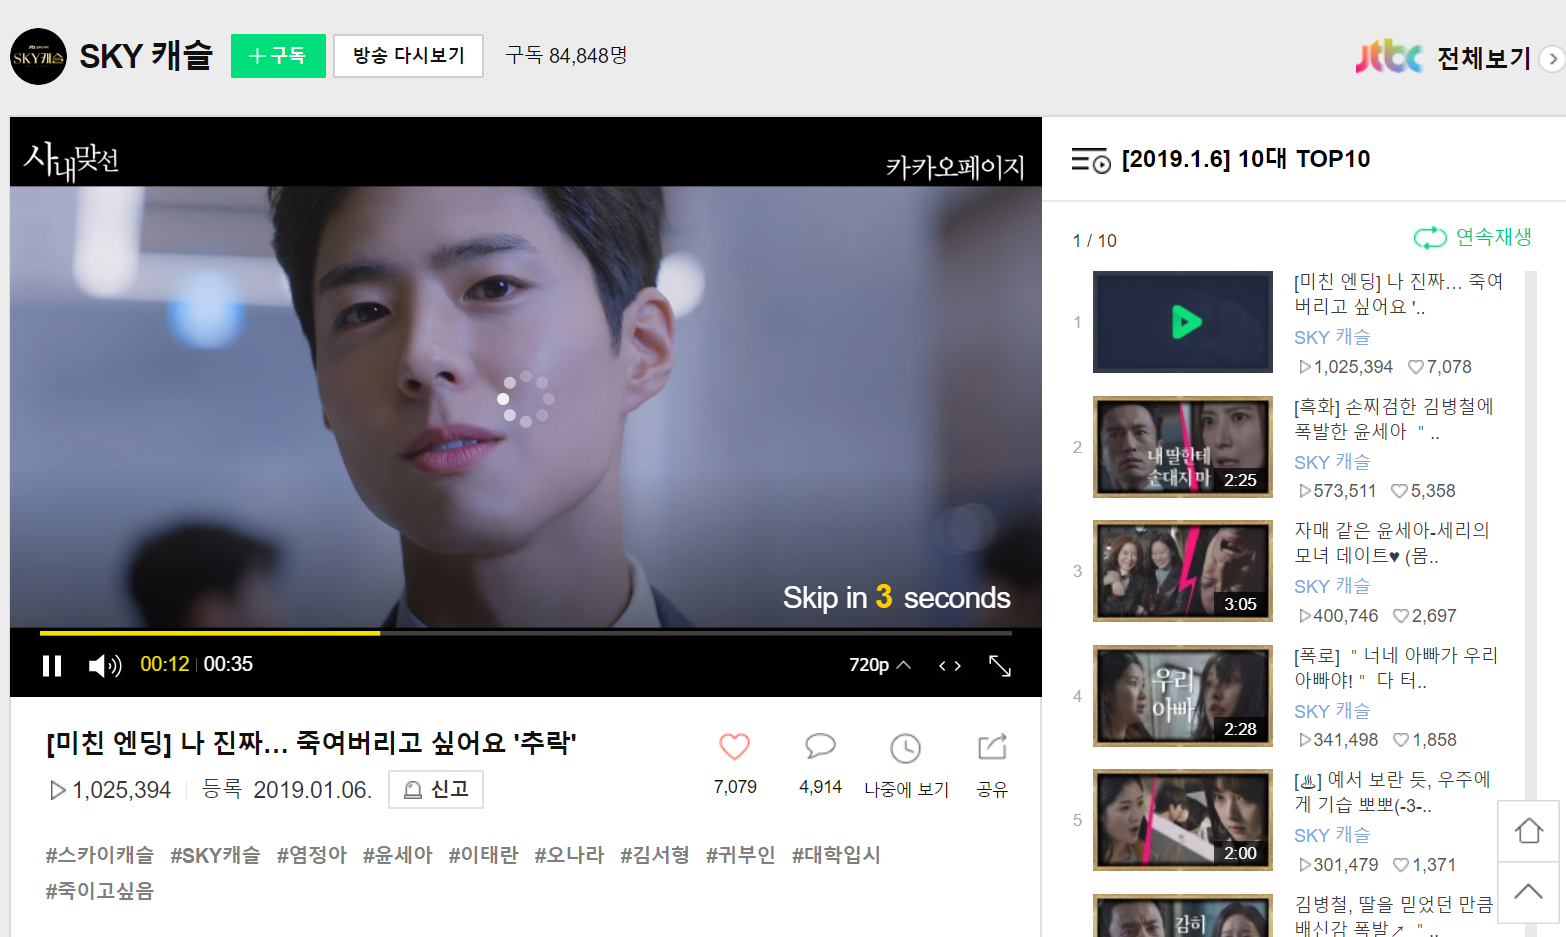 SKY캐슬
SKY 캐슬
+구독
방송 다시보기
구독 84,848명
jtbc
전체보기
사내맞선
카카오페이지
Skip in 3 seconds
00:12
00:35
720p
[미친 엔딩] 나 진짜... 죽여버리고 싶어요 '추락'
1,025,394
등록 2019.01.06.
신고
7,079
4,914
나중에 보기
공유
#스카이캐슬 #SKY캐슬 #염정아 #윤세아 #이태란 #오나라 #김서형 #귀부인 #대학입시
#죽이고싶음
[2019.1.6] 10대 TOP10
1 / 10
연속재생
1
[미친 엔딩] 나 진짜... 죽여
버리고 싶어요 '..
SKY 캐슬
1,025,394
7,078
2
내 딸한테
손대지 마
2:25
[흑화] 손찌검한 김병철에
폭발한 윤세아 "..
SKY 캐슬
573,511
5,358
3
3:05
자매 같은 윤세아-세리의
모녀 데이트♥ (몸..
SKY 캐슬
400,746
2,697
4
우리
아빠
2:28
[폭로] "너네 아빠가 우리
아빠야!" 다 터..
SKY 캐슬
341,498
1,858
5
2:00
[♨] 예서 보란 듯, 우주에
게 기습 뽀뽀(-3-..
SKY 캐슬
301,479
1,371
감히
김병철, 딸을 믿었던 만큼
배신감 폭발↗ "..